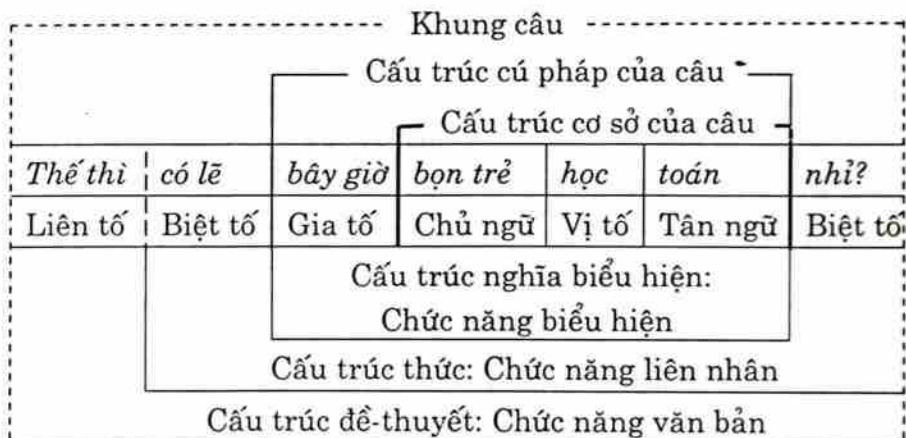 Khung câu
Cấu trúc cú pháp của câu
Cấu trúc cơ sở của câu
Thế thì có lẽ bây giờ bọn trẻ học toán nhỉ?
Liên tố Biệt tố Gia tố Chủ ngữ Vị tố Tân ngữ Biệt tố
Cấu trúc nghĩa biểu hiện:
Chức năng biểu hiện
Cấu trúc thức: Chức năng liên nhân
Cấu trúc đề-thuyết: Chức năng văn bản